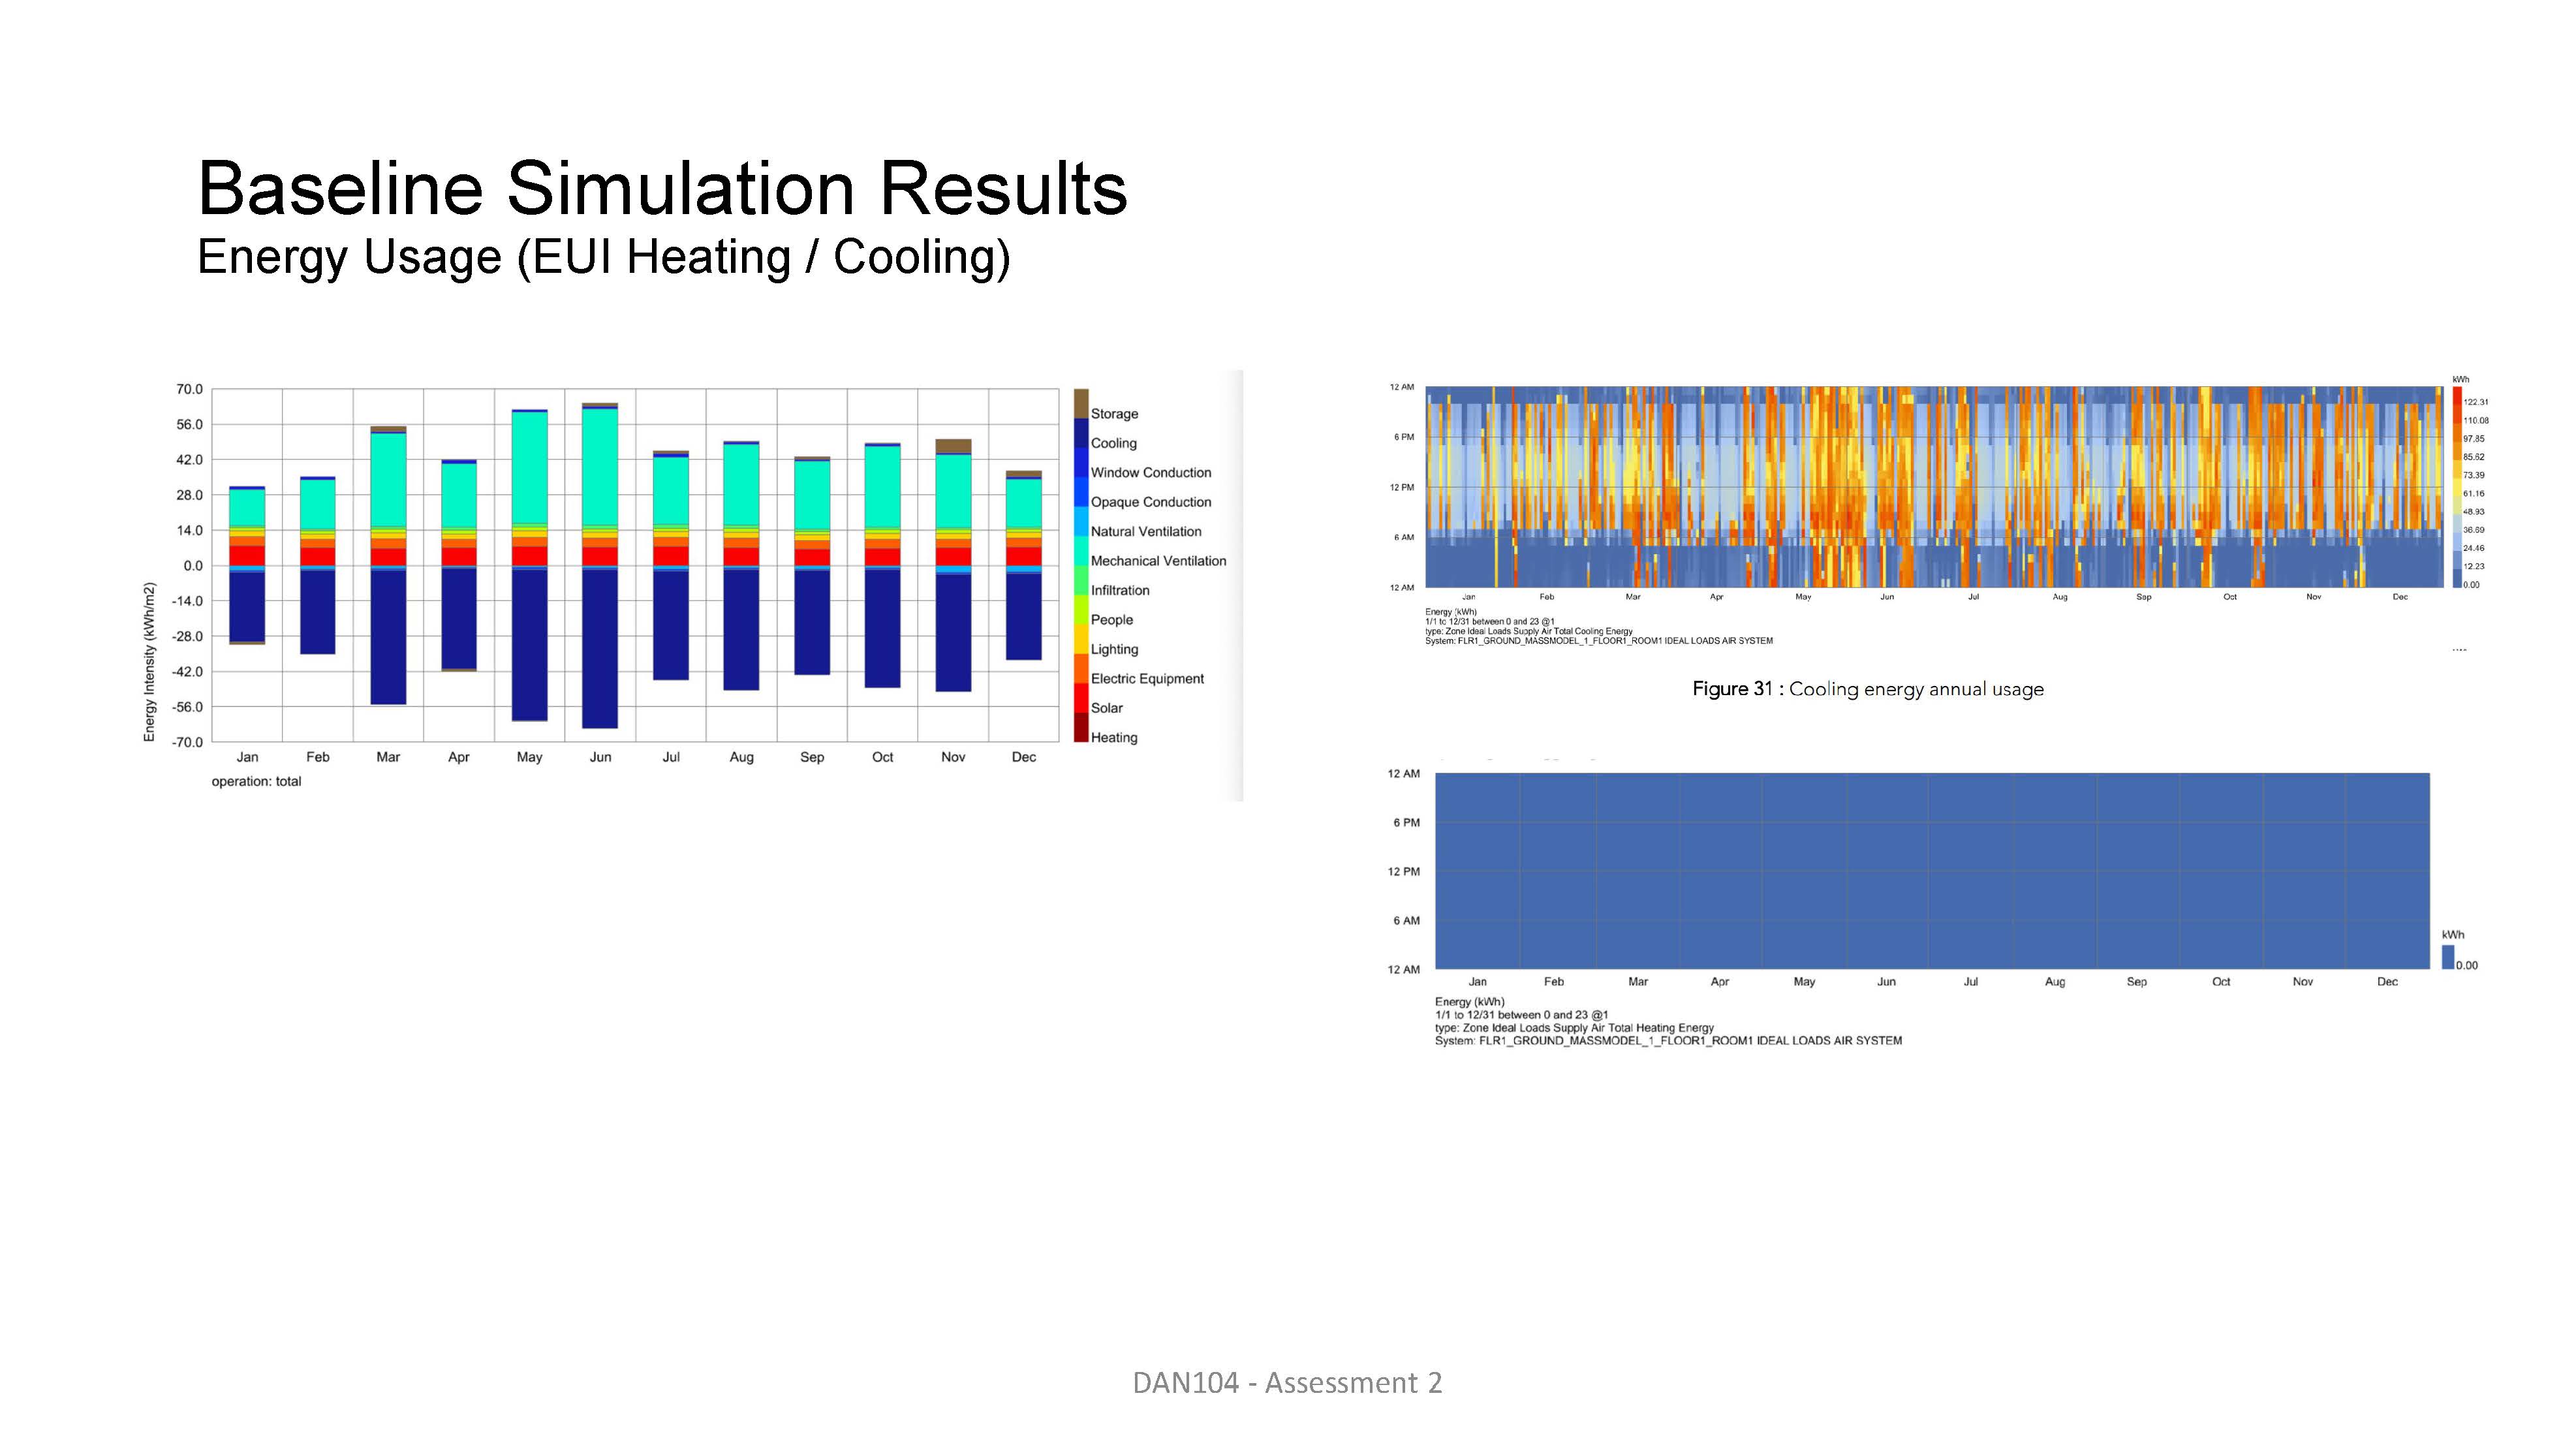 Baseline Simulation Results
Energy Usage (EUI Heating / Cooling)
Energy Intensity (kWh/m2)
70.0
56.0
42.0
28.0
14.0
0.0
-14.0
-28.0
-42.0
-56.0
-70.0
Jan Feb Mar Apr May Jun Jul Aug Sep Oct Nov Dec
operation: total
Storage
Cooling
Window Conduction
Opaque Conduction
Natural Ventilation
Mechanical Ventilation
Infiltration
People
Lighting
Electric Equipment
Solar
Heating
12 AM
6 PM
12 PM
6 AM
12 AM
Jan Feb Mar Apr May Jun Jul Aug Sep Oct Nov Dec
kWh
122.31
110.08
97.85
85.62
73.39
61.16
48.93
36.69
24.46
12.23
0.00
Energy (kWh)
1/1 to 12/31 between 0 and 23 @1
type: Zone Ideal Loads Supply Air Total Cooling Energy
System: FLR1_GROUND_MASSMODEL_1_FLOOR1_ROOM1 IDEAL LOADS AIR SYSTEM
Figure 31 : Cooling energy annual usage
12 AM
6 PM
12 PM
6 AM
12 AM
Jan Feb Mar Apr May Jun Jul Aug Sep Oct Nov Dec
kWh
0.00
Energy (kWh)
1/1 to 12/31 between 0 and 23 @1
type: Zone Ideal Loads Supply Air Total Heating Energy
System: FLR1_GROUND_MASSMODEL_1_FLOOR1_ROOM1 IDEAL LOADS AIR SYSTEM
DAN104 - Assessment 2